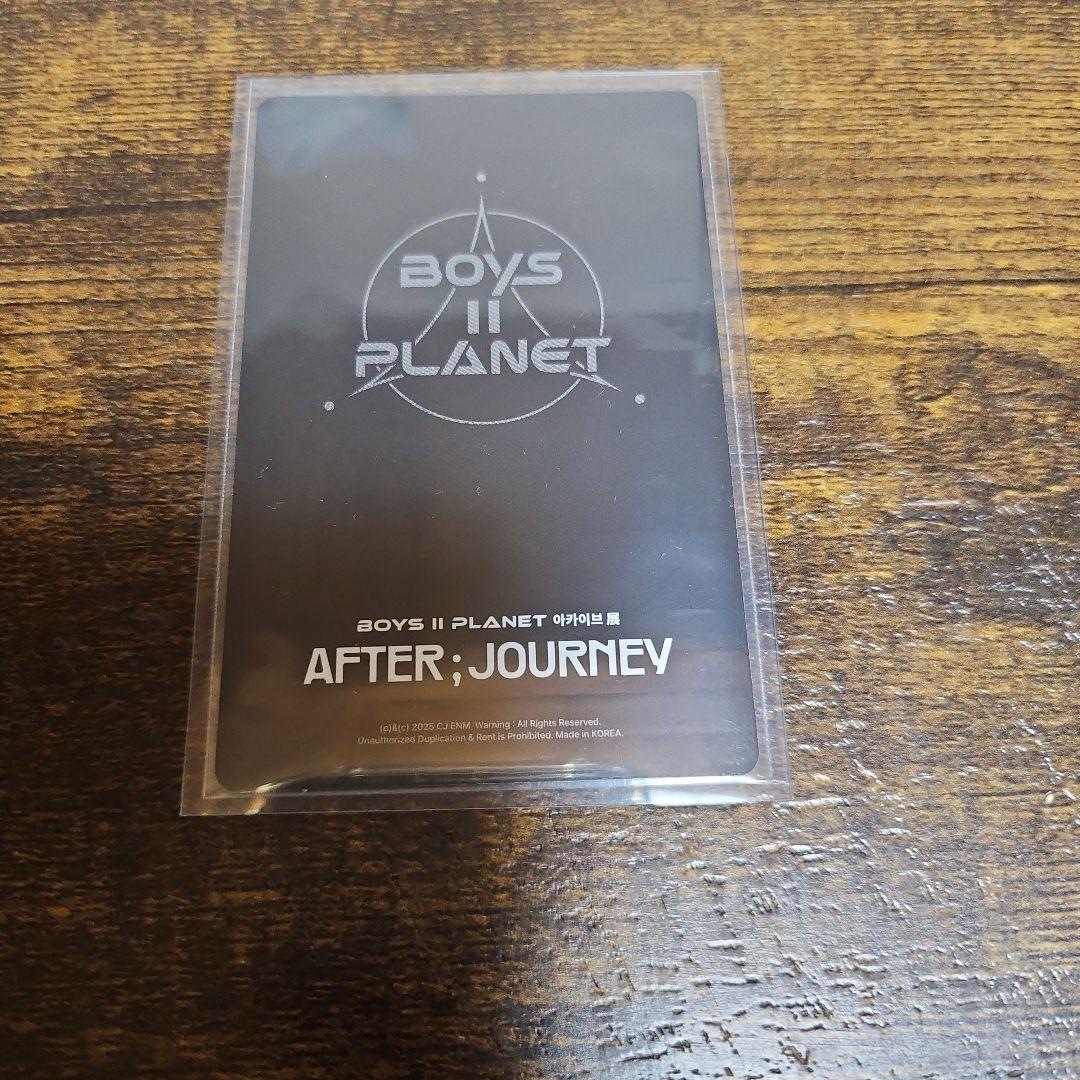 BOYS
II
PLANET
BOYS II PLANET 아카이브 展
AFTER ; JOURNEY
(p)&(c) 2025 CJ ENM. Warning : All Rights Reserved.
Unauthorized Duplication & Rent is Prohibited. Made in KOREA.